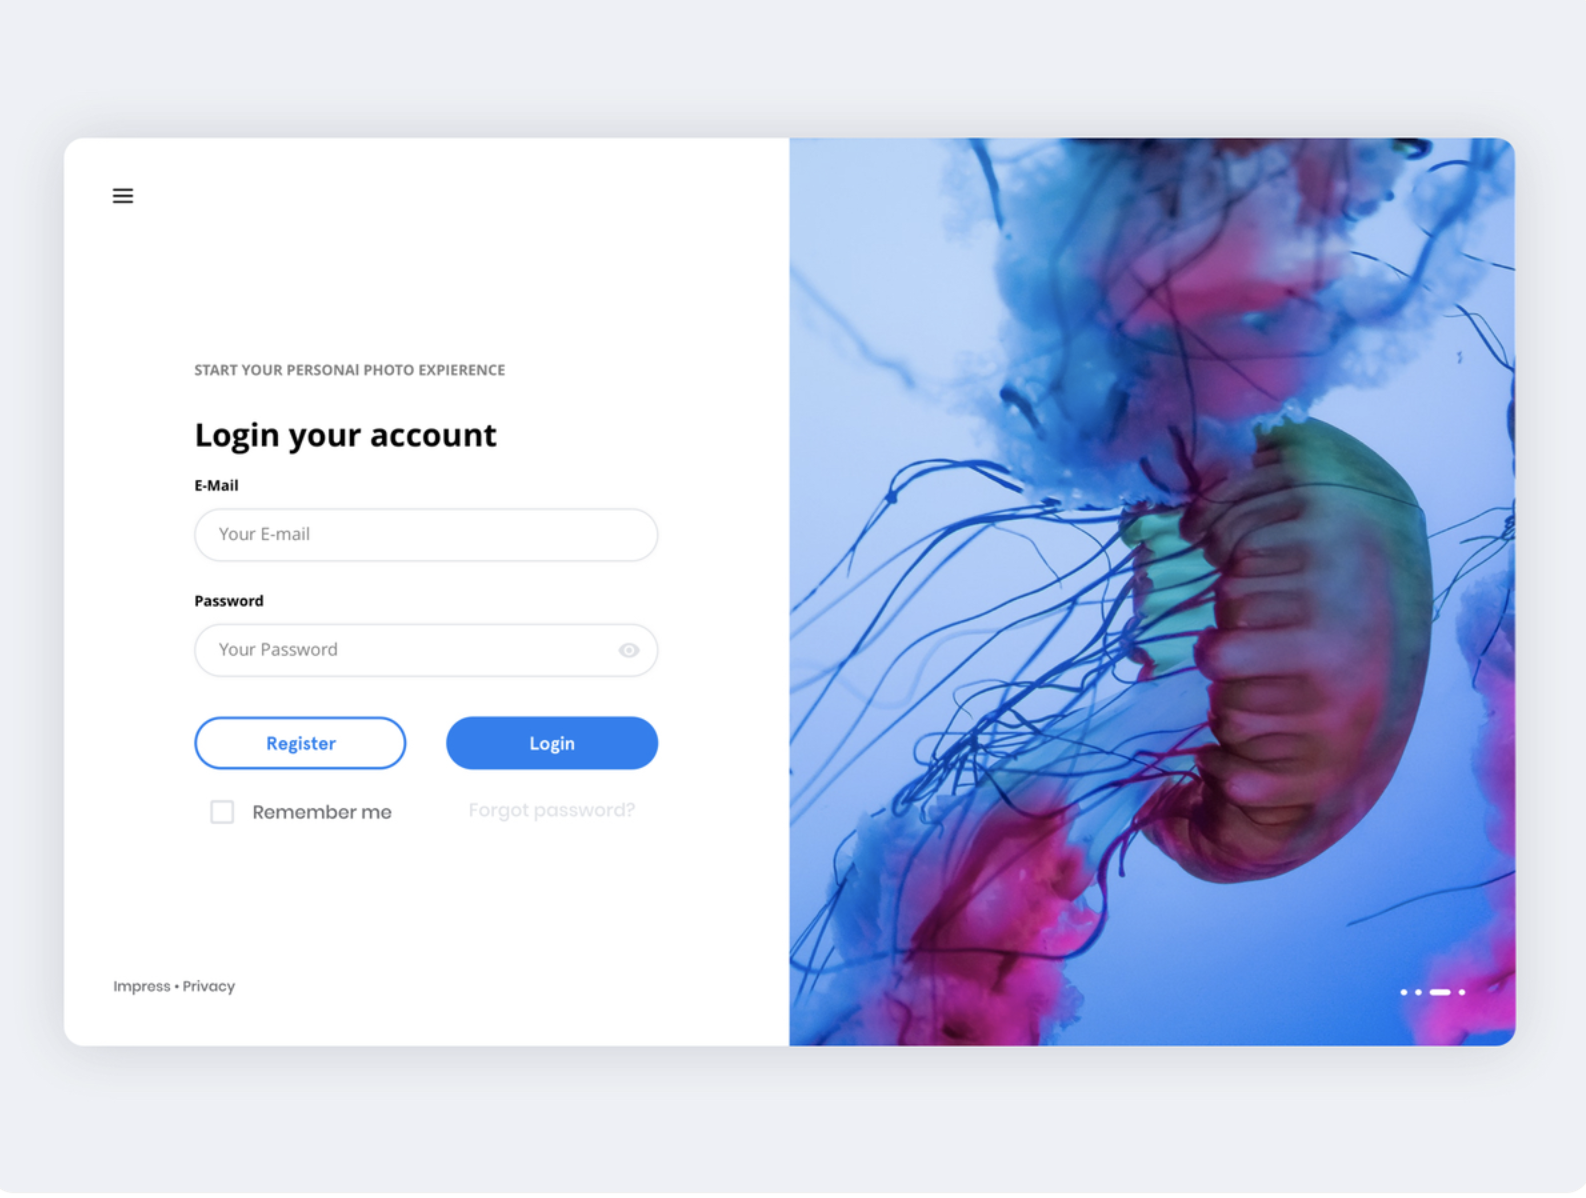 START YOUR PERSONAl PHOTO EXPIERENCE
Login your account
E-Mail
Your E-mail
Password
Your Password
Register
Login
Remember me
Forgot password?
Impress • Privacy